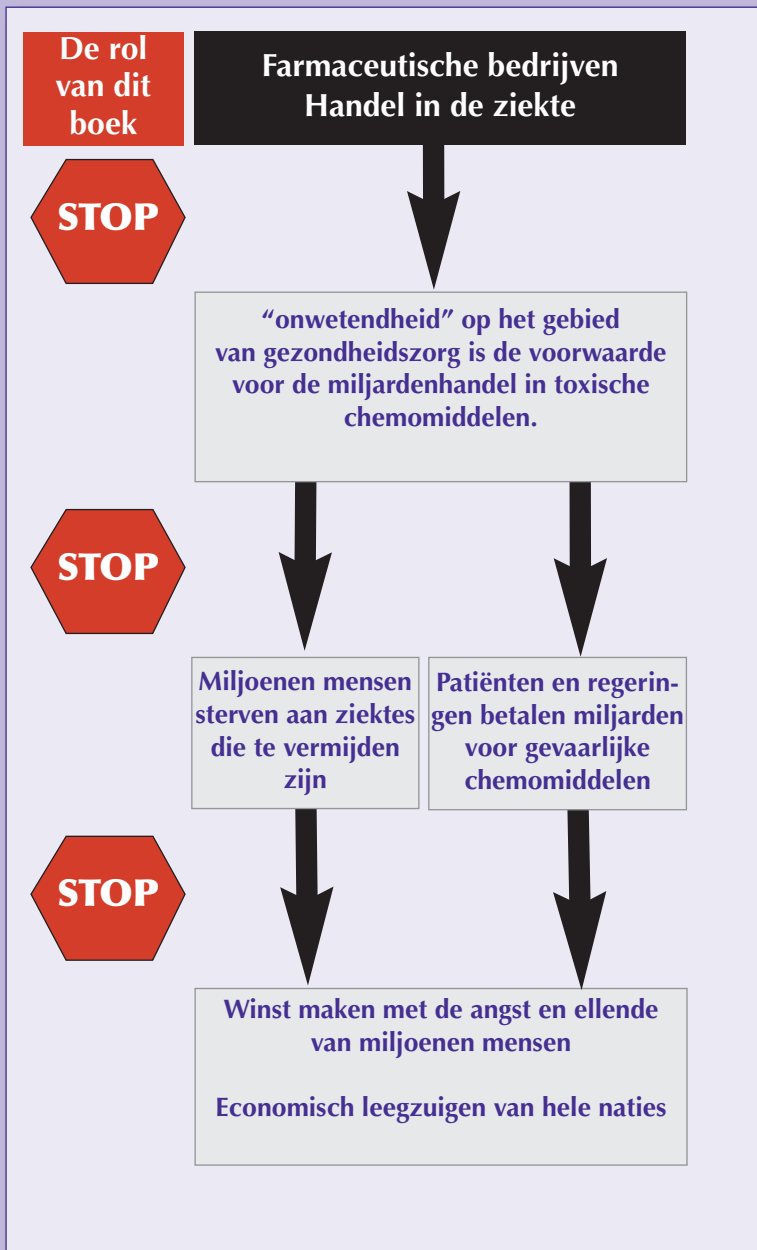 De rol
van dit
boek
Farmaceutische bedrijven
Handel in de ziekte
STOP
“onwetendheid” op het gebied
van gezondheidszorg is de voorwaarde
voor de miljardenhandel in toxische
chemomiddelen.
STOP
Miljoenen mensen
sterven aan ziektes
die te vermijden
zijn
Patiënten en regerin-
gen betalen miljarden
voor gevaarlijke
chemomiddelen
STOP
Winst maken met de angst en ellende
van miljoenen mensen
Economisch leegzuigen van hele naties